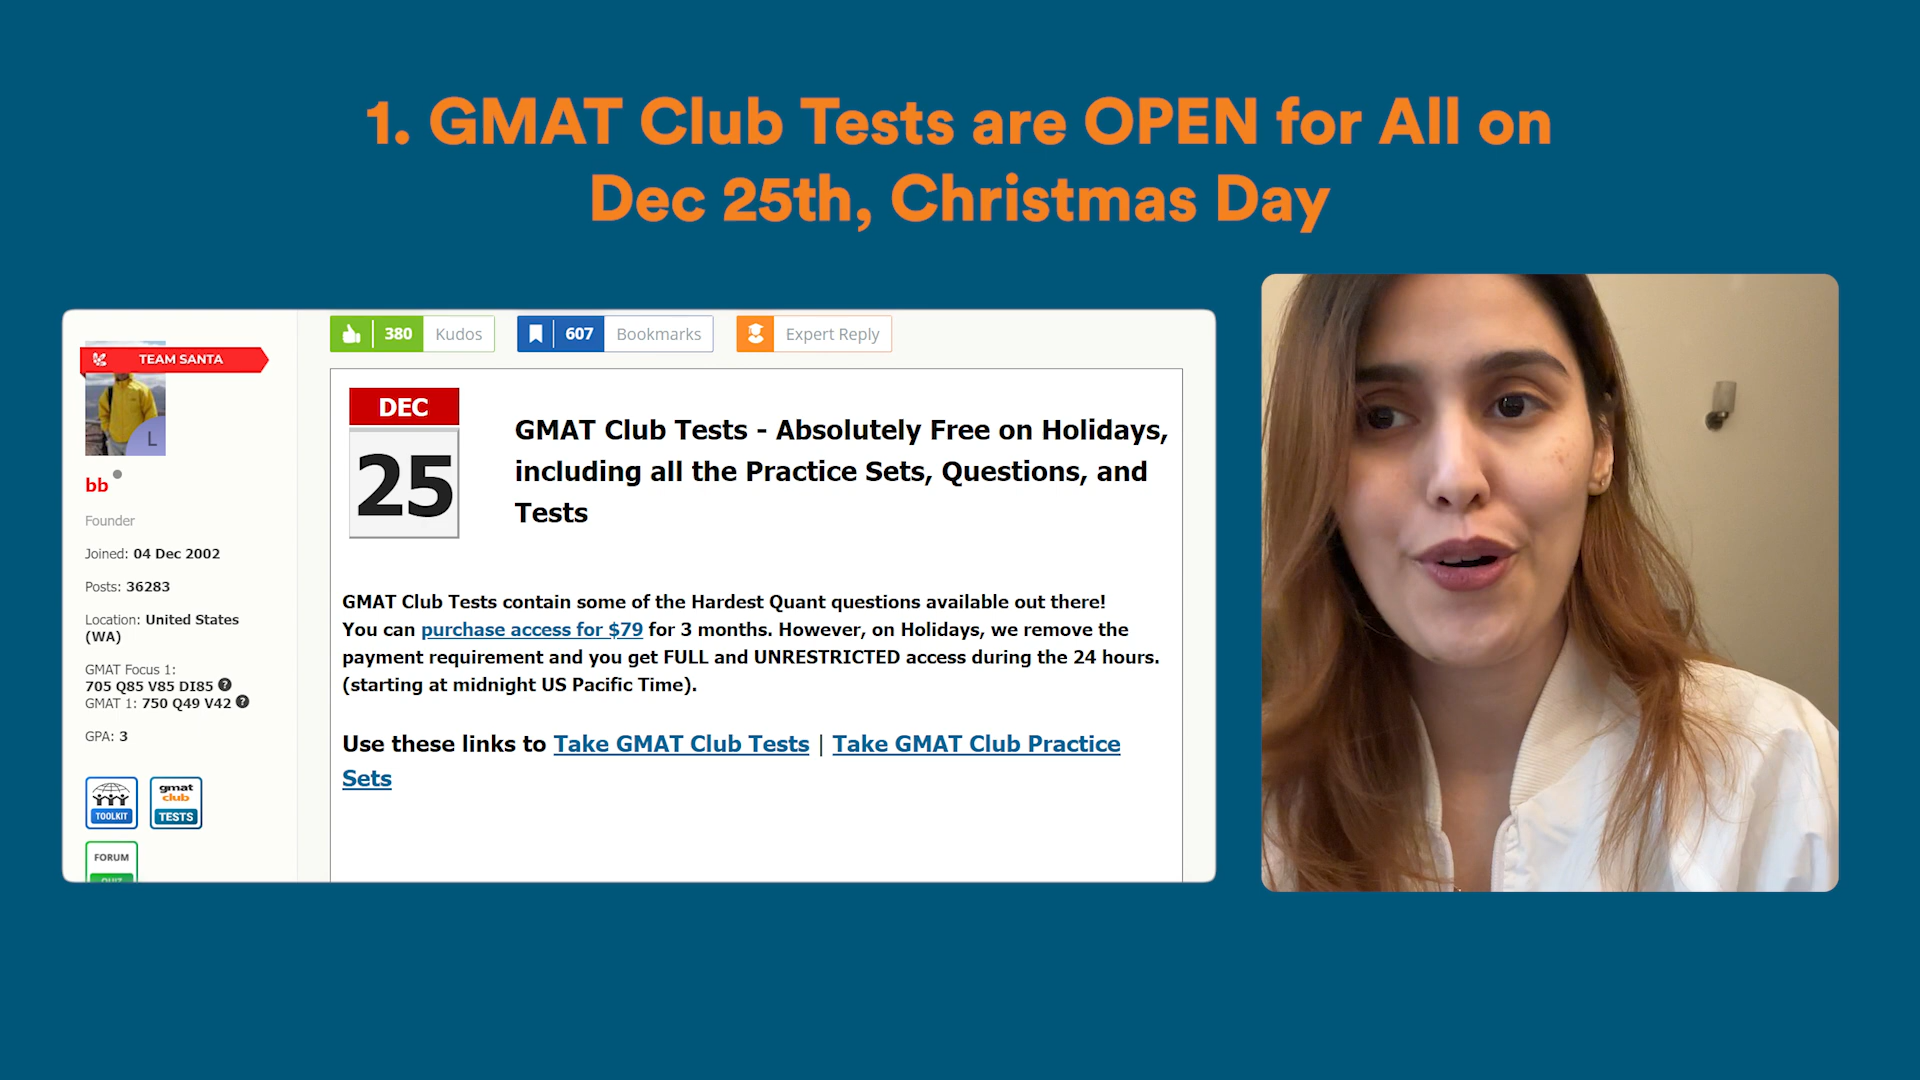 1. GMAT Club Tests are OPEN for All on
Dec 25th, Christmas Day
TEAM SANTA
L
bb
Founder
Joined: 04 Dec 2002
Posts: 36283
Location: United States
(WA)
GMAT Focus 1:
705 Q85 V85 DI85 ?
GMAT 1: 750 Q49 V42 ?
GPA: 3
TOOLKIT
gmat
club
TESTS
FORUM
QUIZ
380 Kudos
607 Bookmarks
Expert Reply
DEC
25
GMAT Club Tests - Absolutely Free on Holidays,
including all the Practice Sets, Questions, and
Tests
GMAT Club Tests contain some of the Hardest Quant questions available out there!
You can purchase access for $79 for 3 months. However, on Holidays, we remove the
payment requirement and you get FULL and UNRESTRICTED access during the 24 hours.
(starting at midnight US Pacific Time).
Use these links to Take GMAT Club Tests | Take GMAT Club Practice
Sets